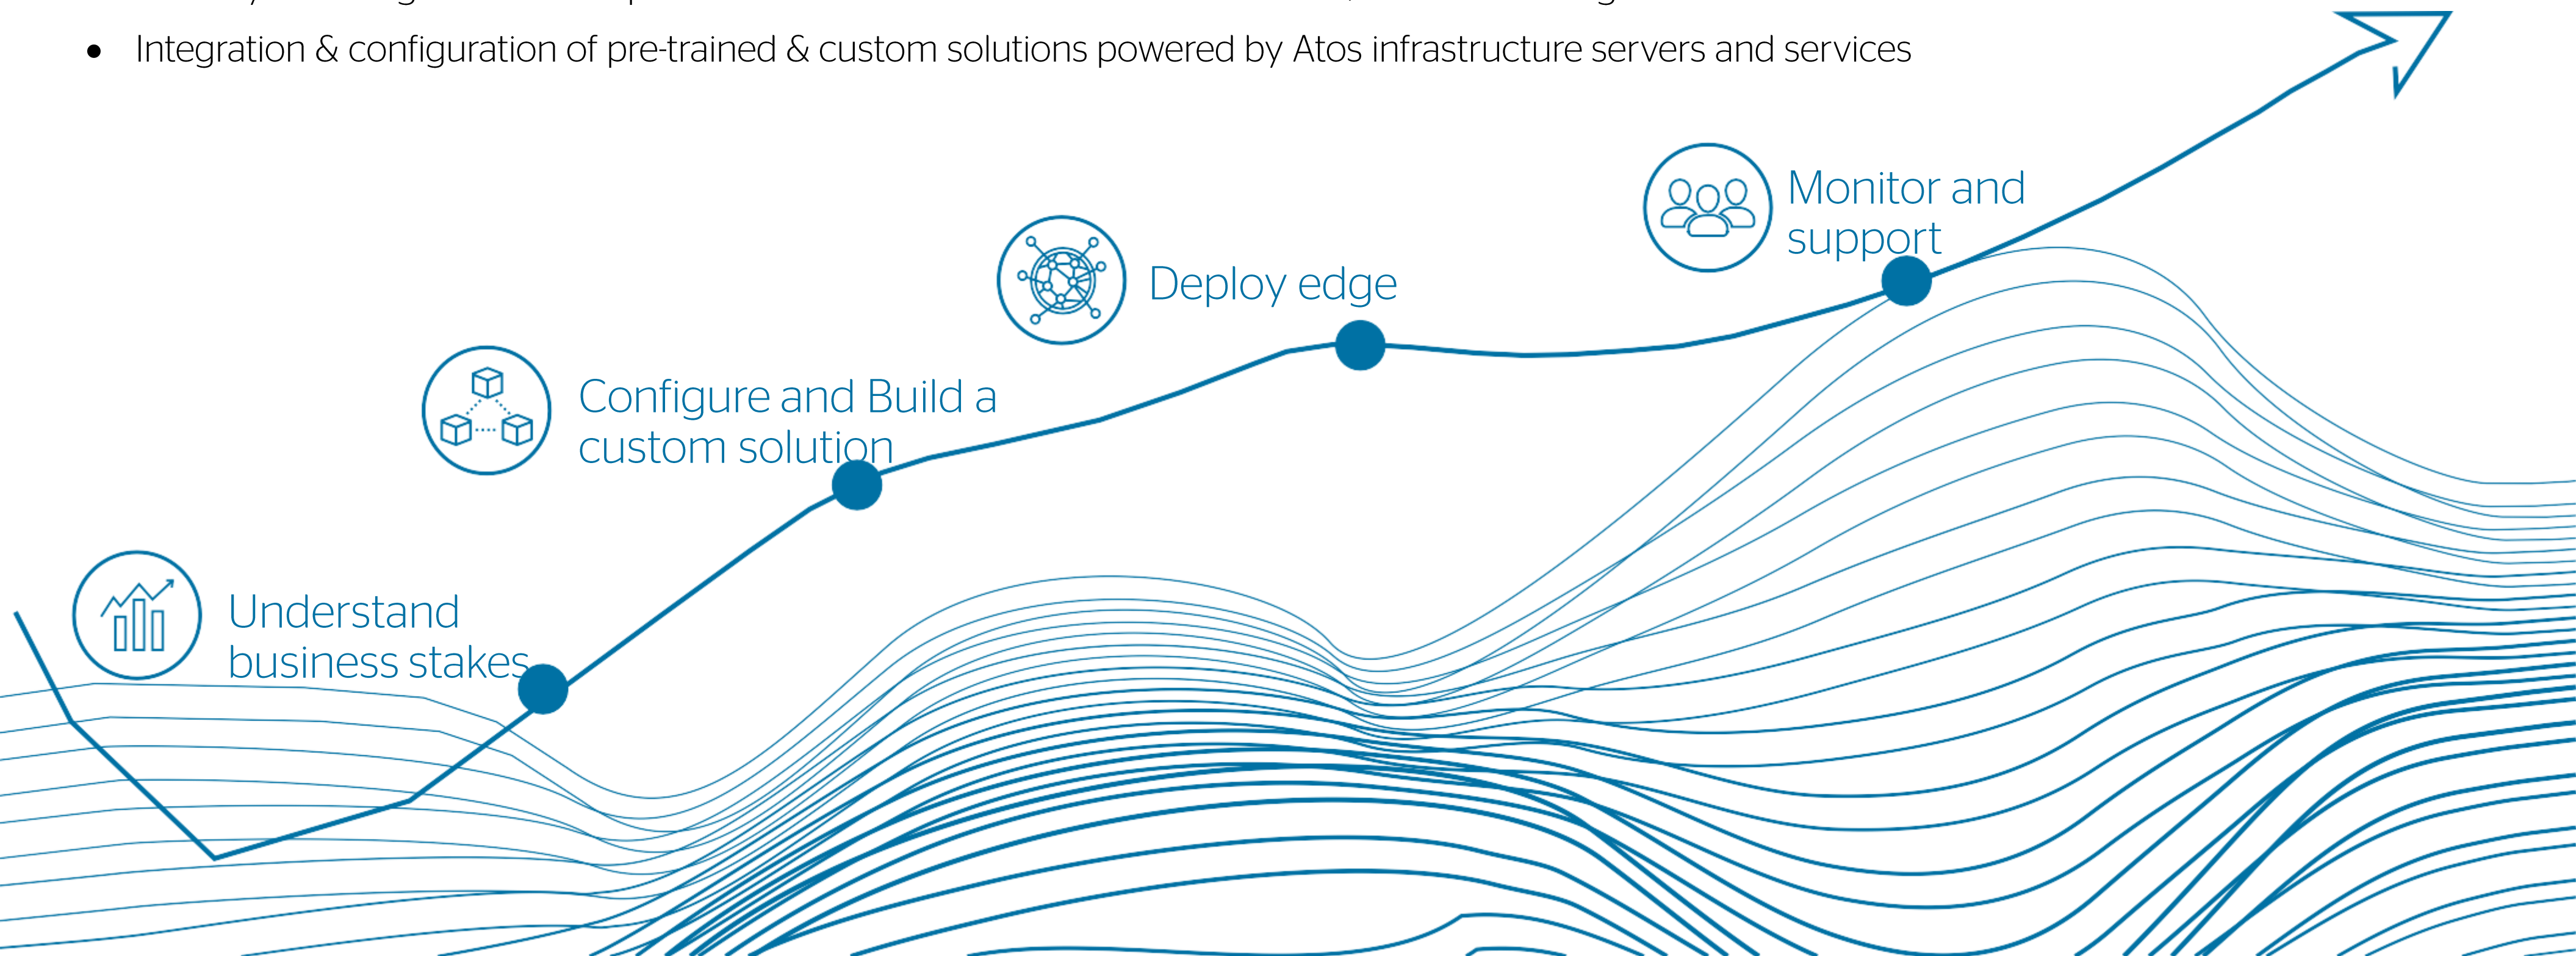 • Integration & configuration of pre-trained & custom solutions powered by Atos infrastructure servers and services
Monitor and
support
Deploy edge
Configure and Build a
custom solution
Understand
business stakes